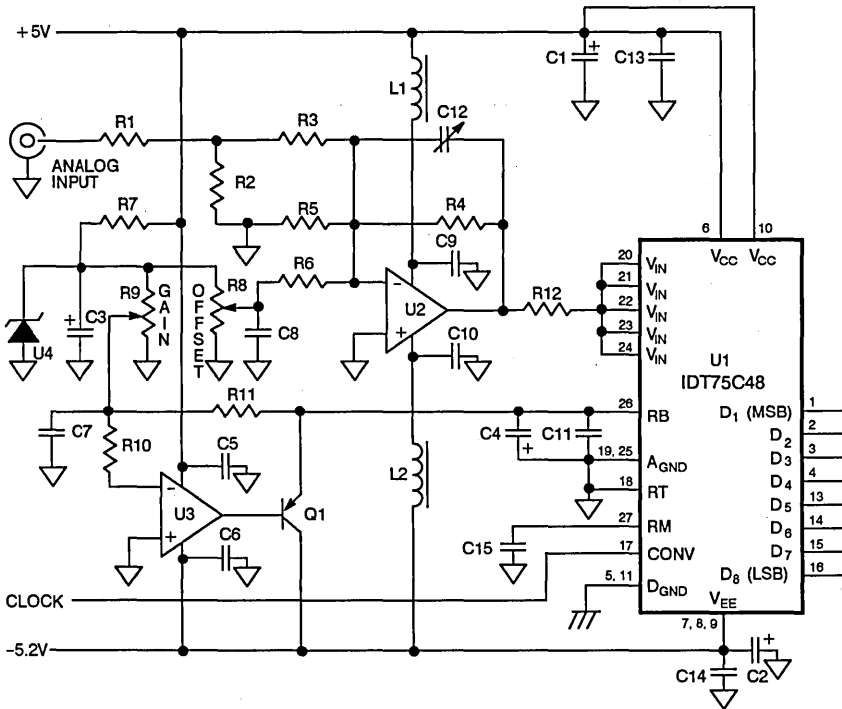 +5V
C1
+
C13
L1
C12
R1
R3
ANALOG
INPUT
R2
R7
R5
R4
6
10
C9
VCC
VCC
20
VIN
21
VIN
22
VIN
23
VIN
24
VIN
R6
R9
GAIN
OFFSET
R8
−
U2
+
R12
+
C3
U4
C8
C10
U1
IDT75C48
R11
26
RB
D1 (MSB)
1
C7
R10
C4
+
C11
D2
2
C5
19, 25
AGND
D3
3
−
U3
+
L2
18
RT
D4
4
Q1
D5
13
C6
27
RM
D6
14
C15
17
CONV
D7
15
CLOCK
5, 11
DGND
D8 (LSB)
16
VEE
−5.2V
7, 8, 9
+
C14
C2